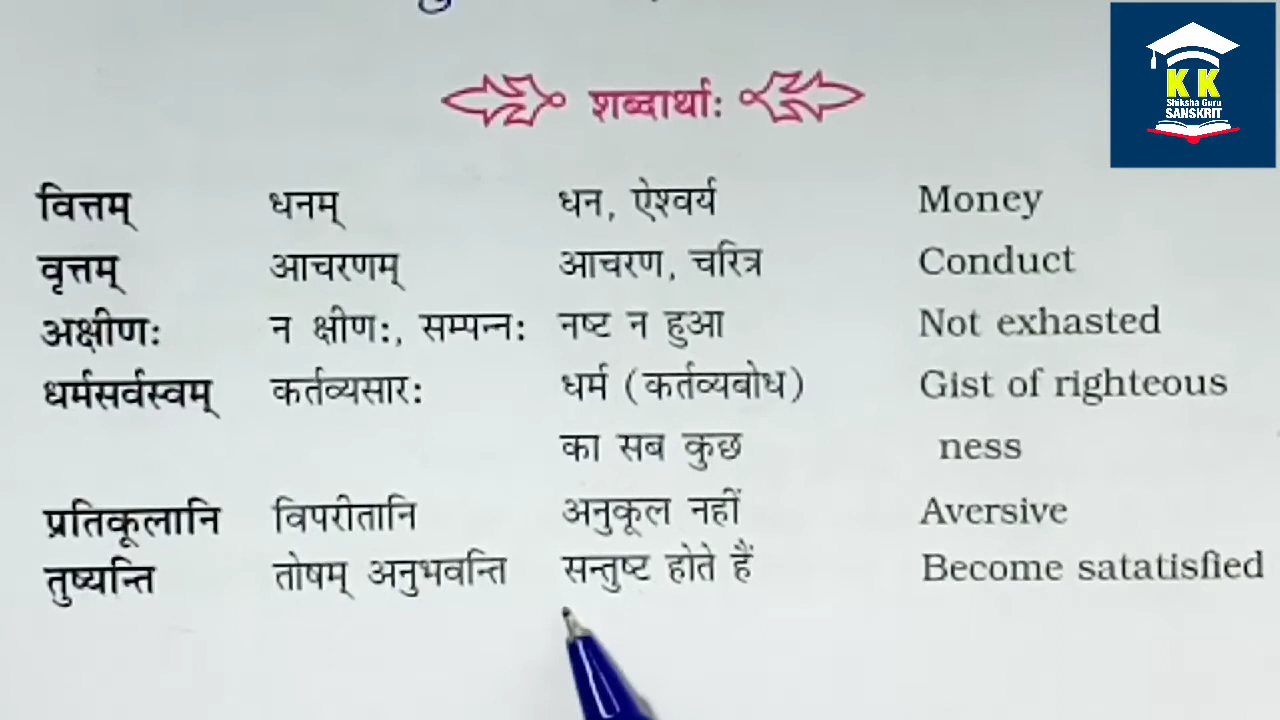 K K
Shiksha Guru
SANSKRIT
शब्दार्थाः
वित्तम् धनम् धन, ऐश्वर्य Money
वृत्तम् आचरणम् आचरण, चरित्र Conduct
अक्षीणः न क्षीणः, सम्पन्नः नष्ट न हुआ Not exhasted
धर्मसर्वस्वम् कर्तव्यसारः धर्म (कर्तव्यबोध) Gist of righteous
का सब कुछ ness
प्रतिकूलानि विपरीतानि अनुकूल नहीं Aversive
तुष्यन्ति तोषम् अनुभवन्ति सन्तुष्ट होते हैं Become satatisfied